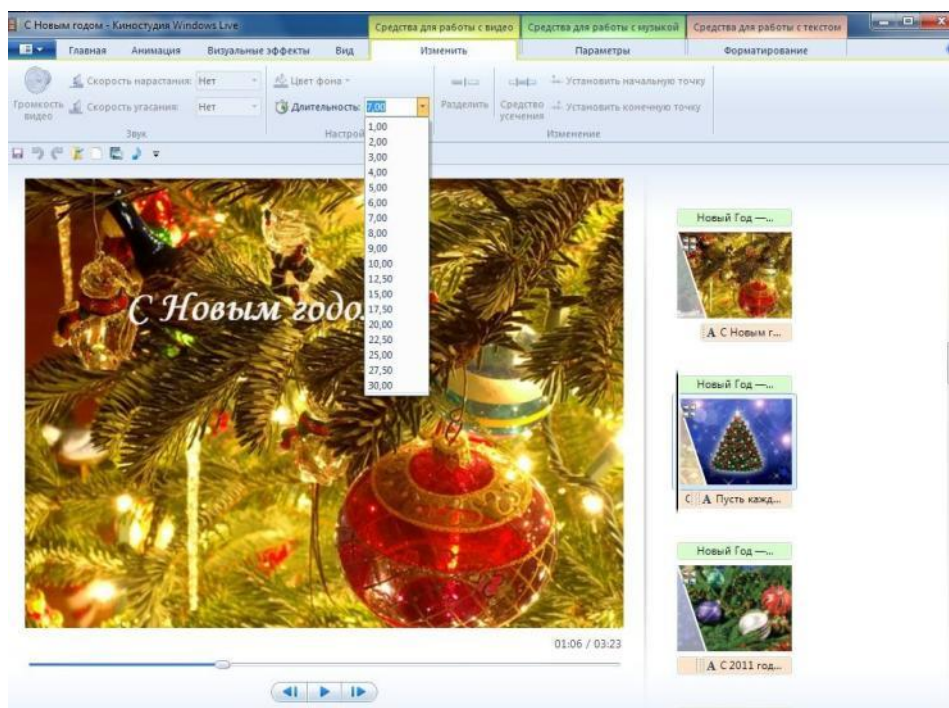 С Новым годом - Киностудия Windows Live
Средства для работы с видео
Средства для работы с музыкой
Средства для работы с текстом
Главная
Анимация
Визуальные эффекты
Вид
Изменить
Параметры
Форматирование
Громкость видео
Скорость нарастания: Нет
Скорость угасания: Нет
Звук
Цвет фона
Длительность: 7,00
Настрой
Разделить
Средство усечения
Установить начальную точку
Установить конечную точку
Изменение
1,00
2,00
3,00
4,00
5,00
6,00
7,00
8,00
9,00
10,00
12,50
15,00
17,50
20,00
22,50
25,00
27,50
30,00
С Новым годо
01:06 / 03:23
Новый Год —...
А С Новым г...
Новый Год —...
С А Пусть кажд...
Новый Год —...
А С 2011 год...